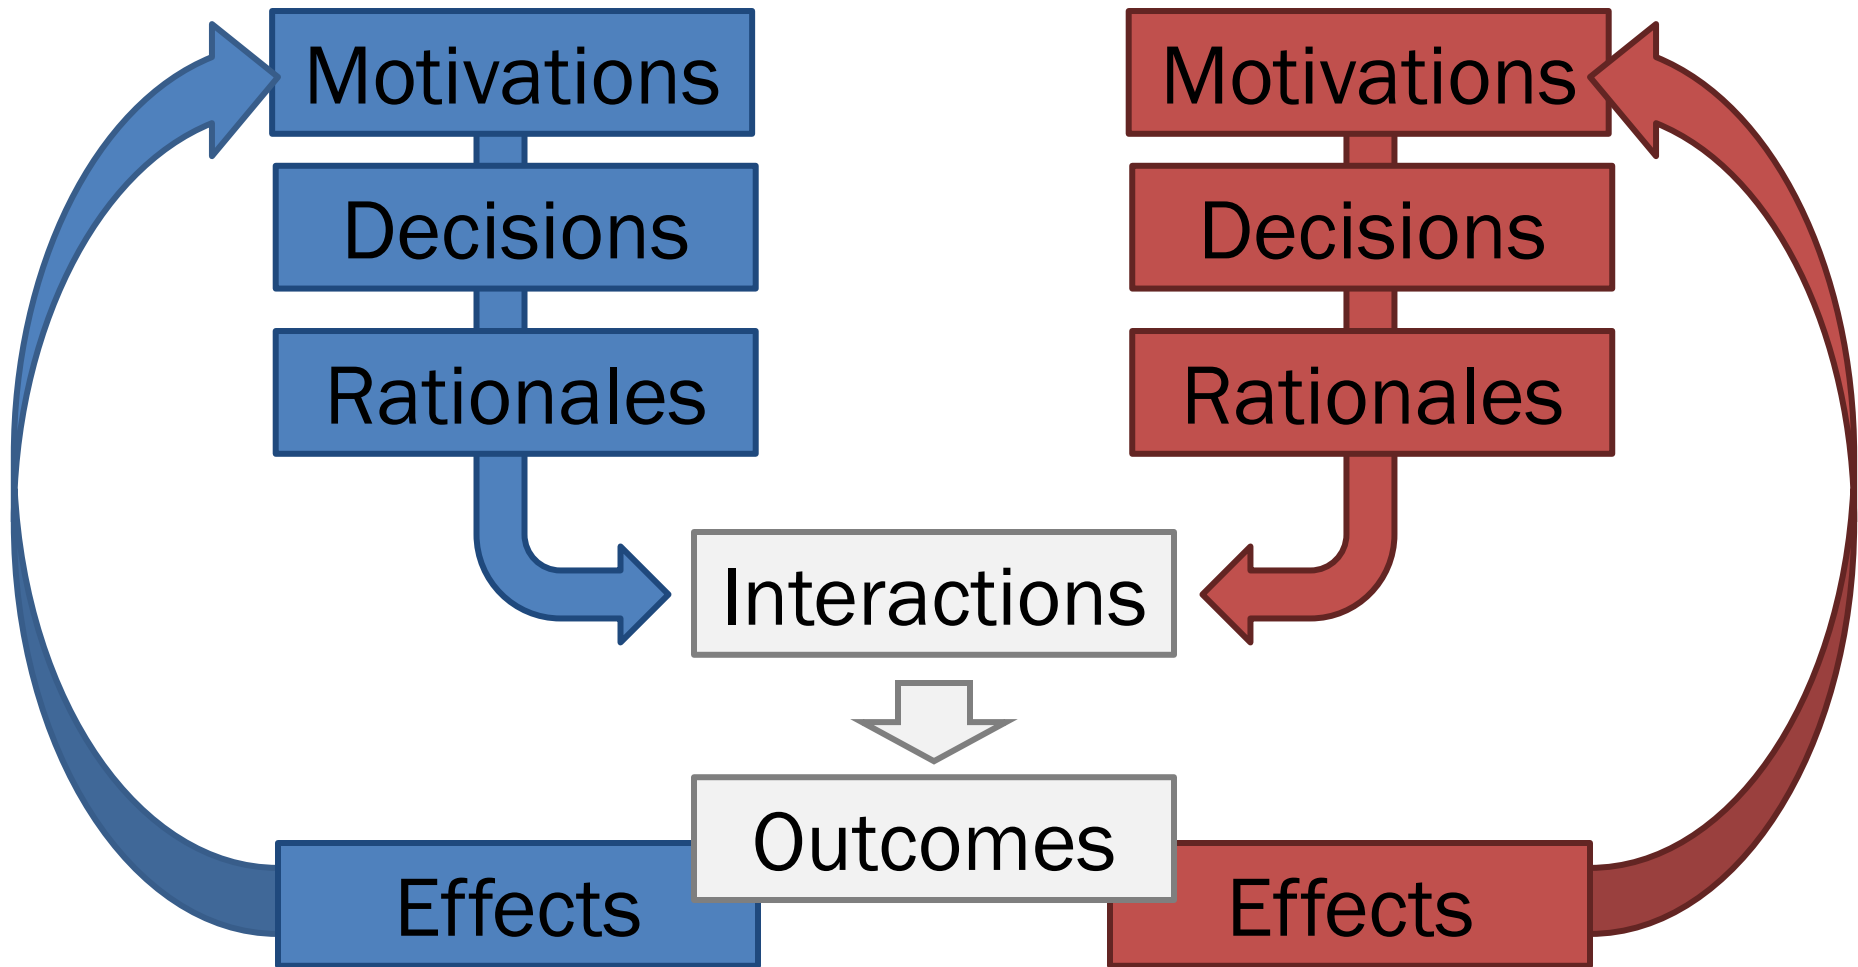 Motivations
Decisions
Rationales
Motivations
Decisions
Rationales
Interactions
Outcomes
Effects
Effects